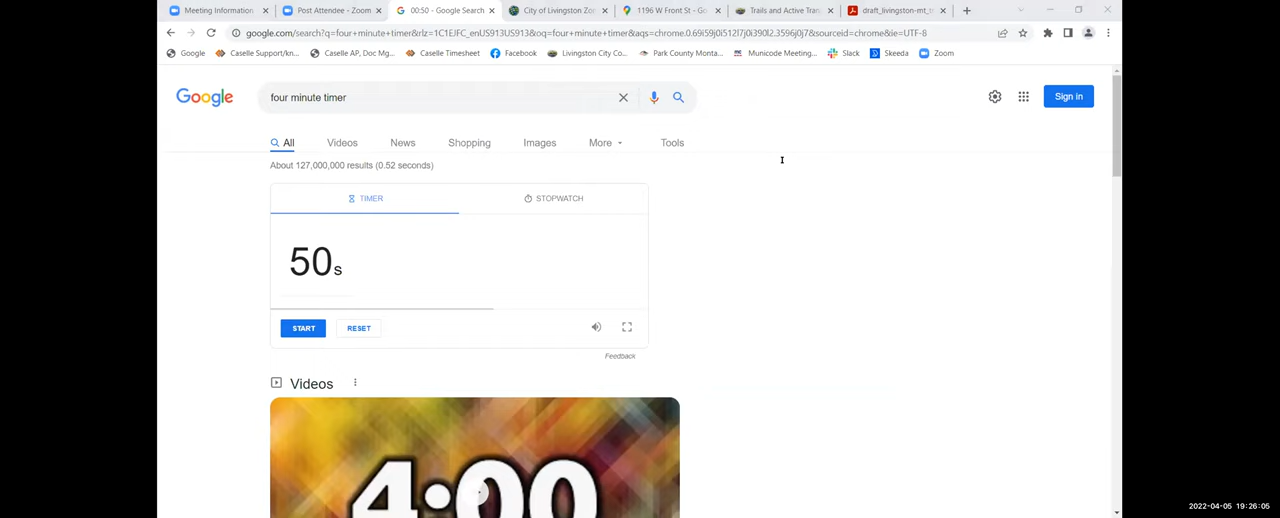 Meeting Information
Post Attendee - Zoom
00:50 - Google Search
City of Livingston Zon
1196 W Front St - Go
Trails and Active Tran
draft_livingston-mt_ts
google.com/search?q=four+minute+timer&rlz=1C1EJFC_enUS913US913&oq=four+minute+timer&aqs=chrome.0.69i59j0i512l7j0i390l2.3596j0j7&sourceid=chrome&ie=UTF-8
Google
Caselle Support/kn...
Caselle AP, Doc Mg...
Caselle Timesheet
Facebook
Livingston City Co...
Park County Monta...
Municode Meeting...
Slack
Skeeda
Zoom
Google
four minute timer
Sign in
All
Videos
News
Shopping
Images
More
Tools
About 127,000,000 results (0.52 seconds)
TIMER
STOPWATCH
50s
START
RESET
Feedback
Videos
4:00
2022-04-05 19:26:05